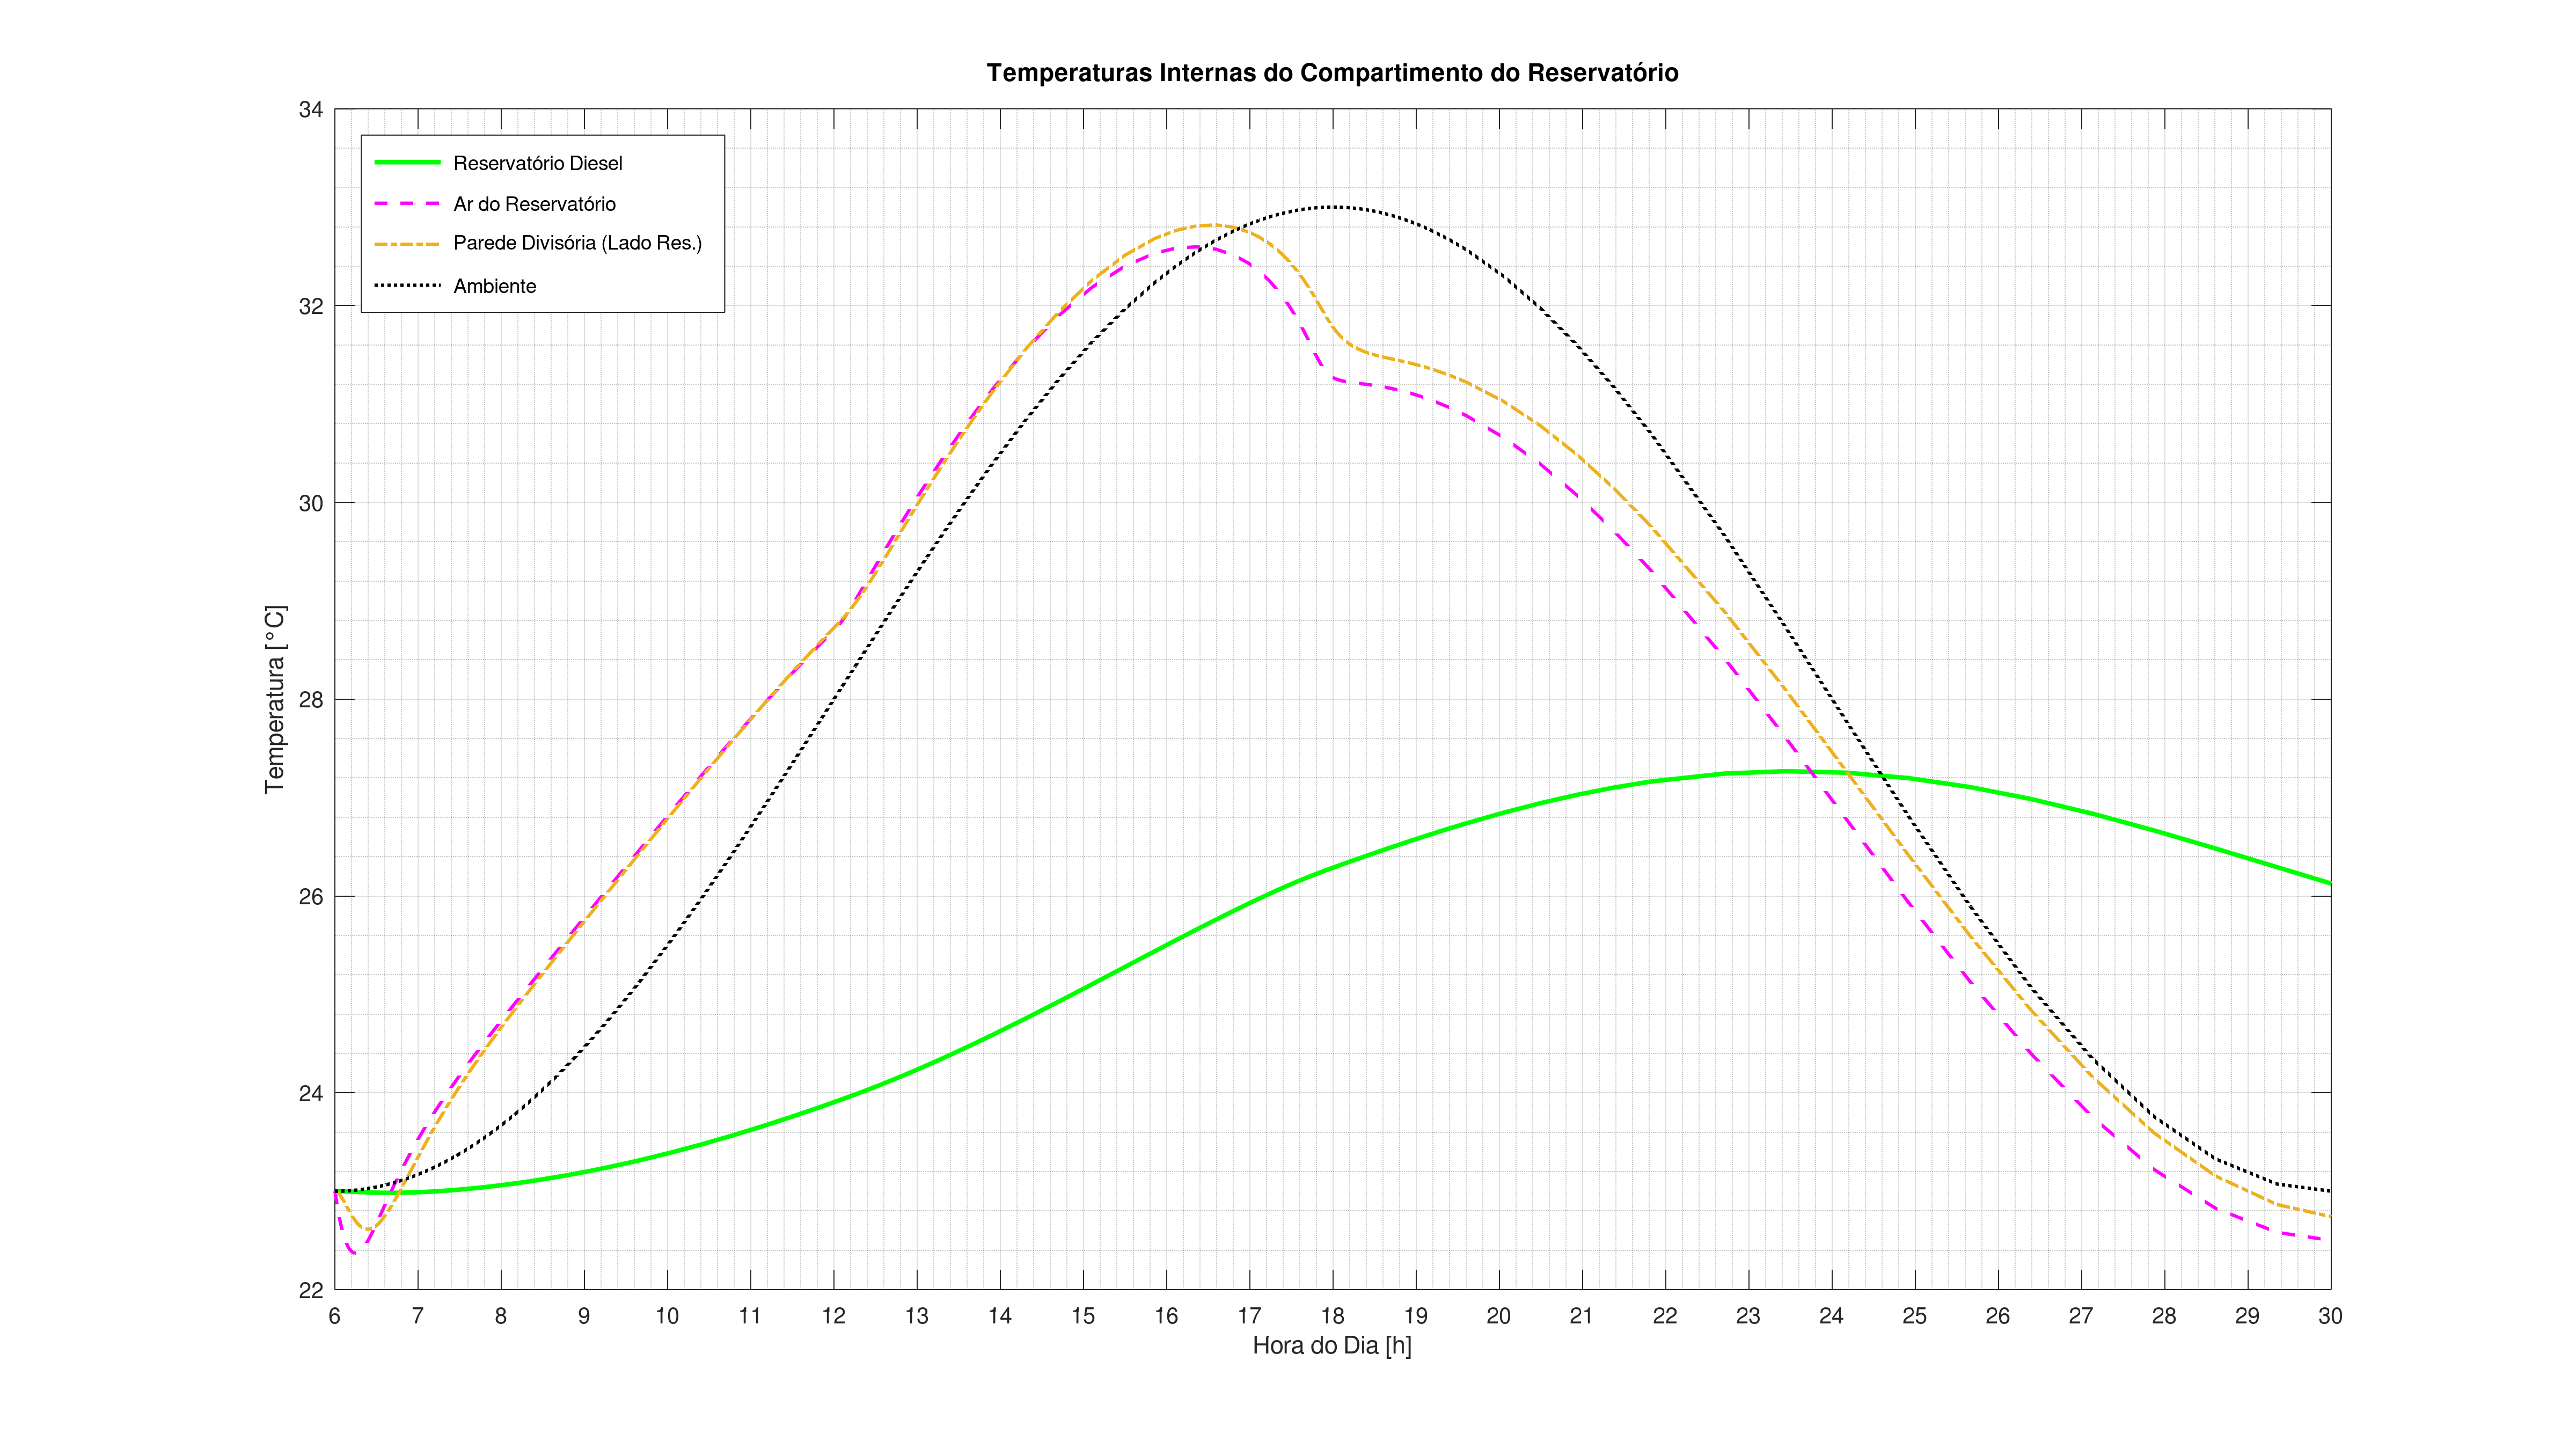 Temperaturas Internas do Compartimento do Reservatório
34
32
30
28
26
24
22
Temperatura [°C]
Reservatório Diesel
Ar do Reservatório
Parede Divisória (Lado Res.)
Ambiente
6 7 8 9 10 11 12 13 14 15 16 17 18 19 20 21 22 23 24 25 26 27 28 29 30
Hora do Dia [h]